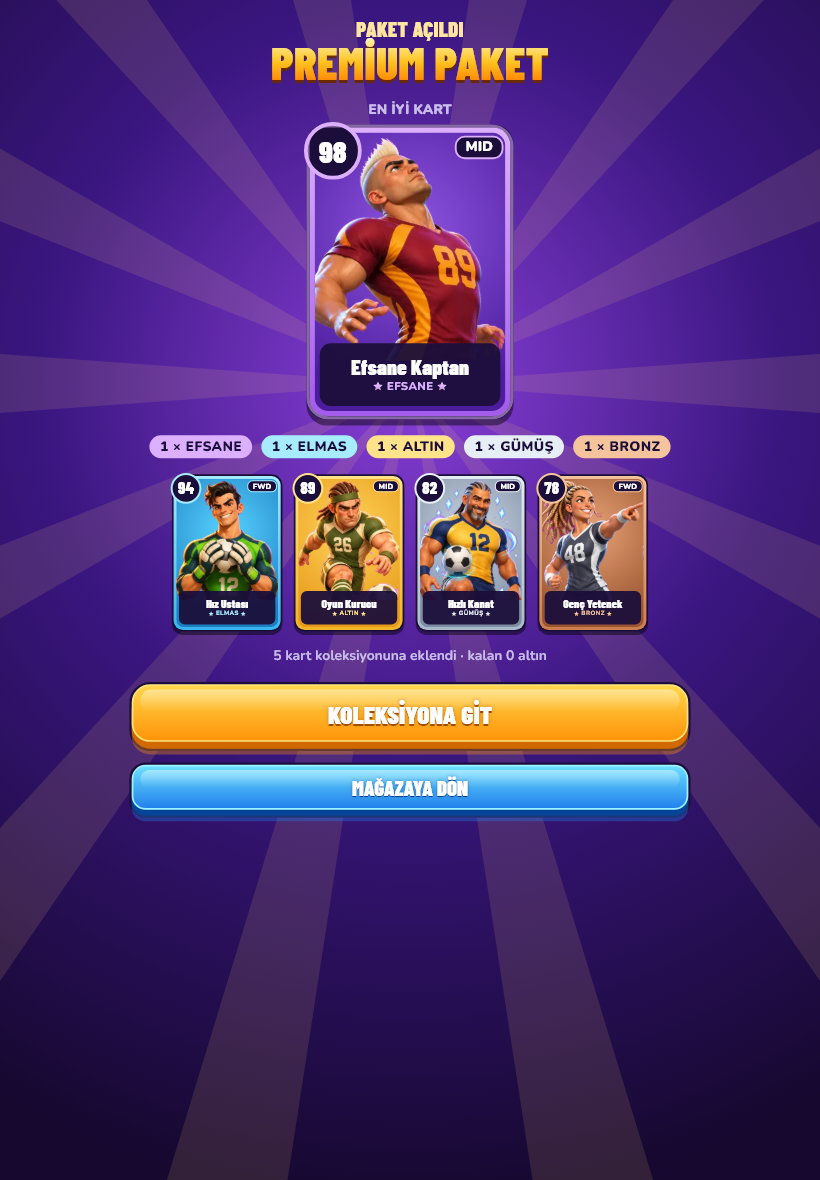 PAKET AÇILDI
PREMİUM PAKET
EN İYİ KART
98
MID
89
Efsane Kaptan
★ EFSANE ★
1 × EFSANE
1 × ELMAS
1 × ALTIN
1 × GÜMÜŞ
1 × BRONZ
94
FWD
12
Hız Ustası
★ ELMAS ★
89
MID
26
Oyun Kurucu
★ ALTIN ★
82
MID
12
Hızlı Kanat
★ GÜMÜŞ ★
78
FWD
48
Genç Yetenek
★ BRONZ ★
5 kart koleksiyonuna eklendi · kalan 0 altın
KOLEKSİYONA GİT
MAĞAZAYA DÖN